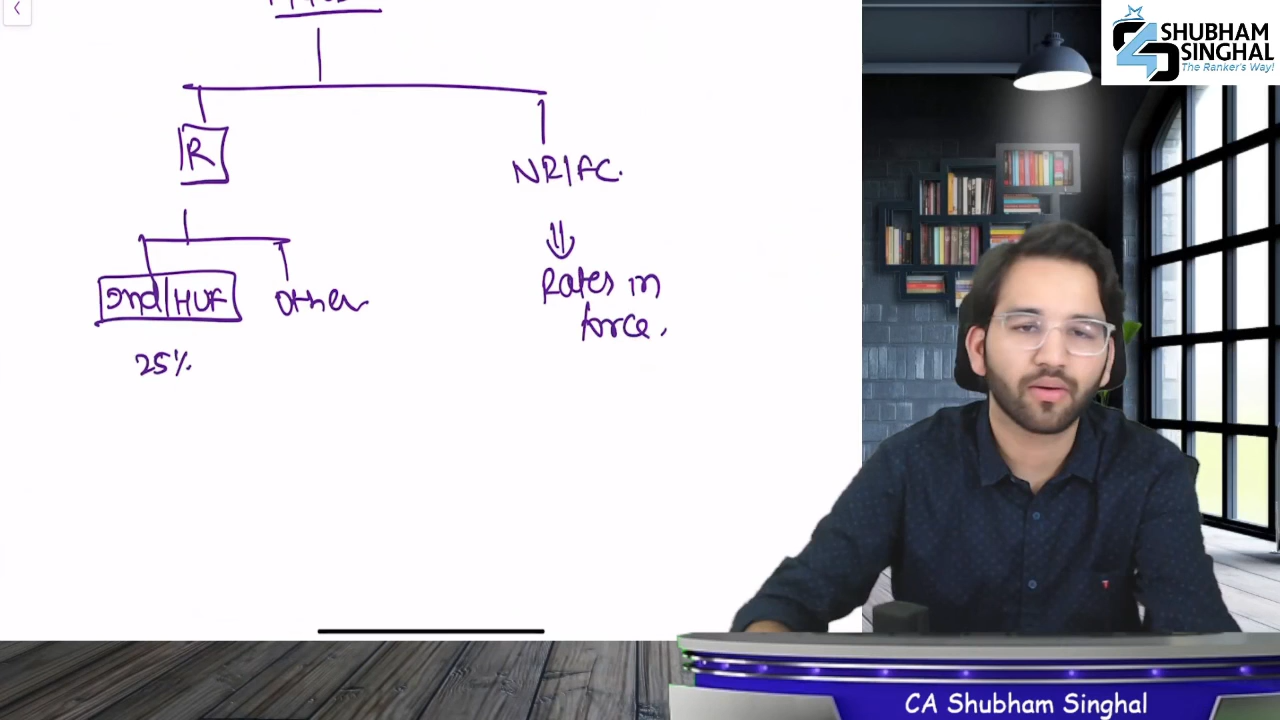 R
NR/FC.
Ind/HUF
Other
Rates in
force.
25%
SHUBHAM
SINGHAL
The Ranker's Way!
CA Shubham Singhal